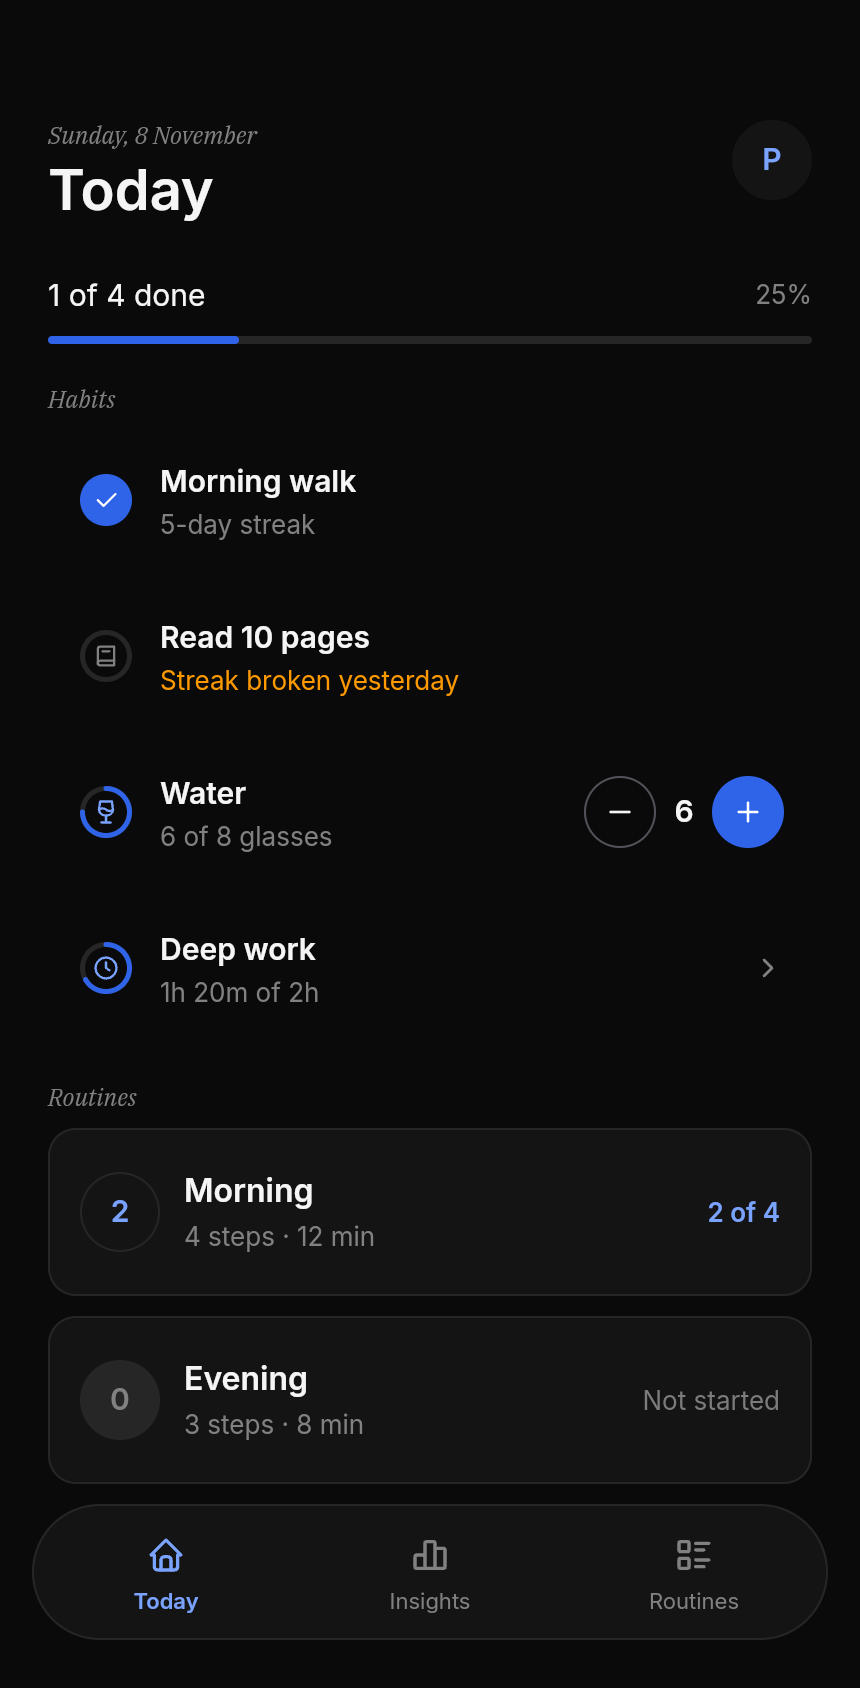 Sunday, 8 November
Today
P
1 of 4 done
25%
Habits
Morning walk
5-day streak
Read 10 pages
Streak broken yesterday
Water
6 of 8 glasses
6
Deep work
1h 20m of 2h
Routines
2
Morning
4 steps · 12 min
2 of 4
0
Evening
3 steps · 8 min
Not started
Today
Insights
Routines